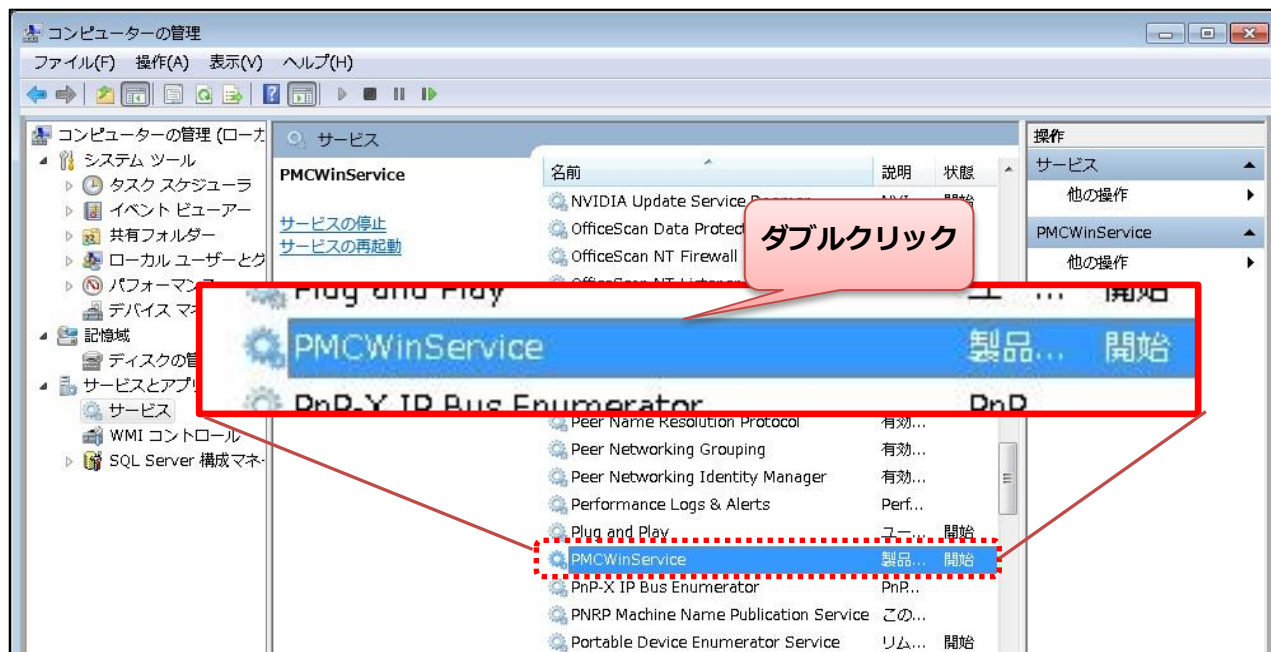 コンピューターの管理
ファイル(F) 操作(A) 表示(V) ヘルプ(H)
コンピューターの管理 (ローカ
システム ツール
タスク スケジューラ
イベント ビューアー
共有フォルダー
ローカル ユーザーとグ
パフォーマンス
デバイス マネ
記憶域
ディスクの管
サービスとアプリ
サービス
WMI コントロール
SQL Server 構成マネ
サービス
PMCWinService
サービスの停止
サービスの再起動
名前 説明 状態
NVIDIA Update Service Daemon NVI... 開始
OfficeScan Data Protect
OfficeScan NT Firewall
OfficeScan NT Listener
ダブルクリック
Plug and Play ユー... 開始
PMCWinService 製品... 開始
PnP-X IP Bus Enumerator PnP
Peer Name Resolution Protocol 有効...
Peer Networking Grouping 有効...
Peer Networking Identity Manager 有効...
Performance Logs & Alerts Perf...
Plug and Play ユー... 開始
PMCWinService 製品... 開始
PnP-X IP Bus Enumerator PnP...
PNRP Machine Name Publication Service この...
Portable Device Enumerator Service リム... 開始
操作
サービス
他の操作
PMCWinService
他の操作